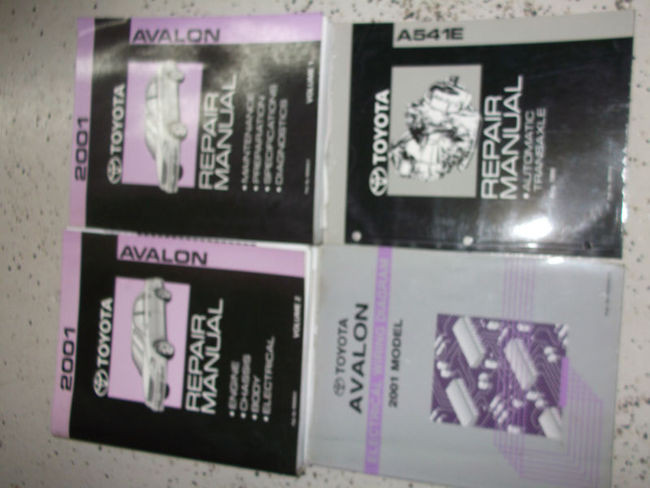 2001
AVALON
TOYOTA
REPAIR
MANUAL
• MAINTENANCE
• PREPARATION
• SPECIFICATIONS
• DIAGNOSTICS
VOLUME 1
A541E
TOYOTA
REPAIR
MANUAL
• AUTOMATIC
TRANSAXLE
2001
AVALON
TOYOTA
REPAIR
MANUAL
• ENGINE
• CHASSIS
• BODY
• ELECTRICAL
VOLUME 2
TOYOTA
AVALON
ELECTRICAL WIRING DIAGRAM
2001 MODEL